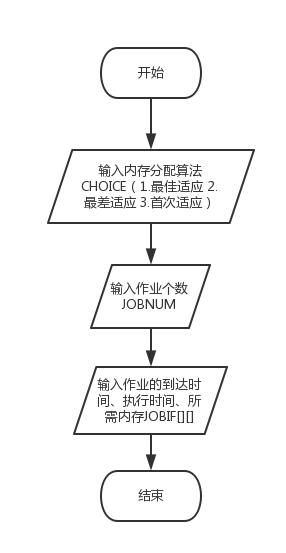 开始
输入内存分配算法
CHOICE（1.最佳适应 2.
最差适应 3.首次适应）
输入作业个数
JOBNUM
输入作业的到达时
间、执行时间、所
需内存JOBIF[][]
结束